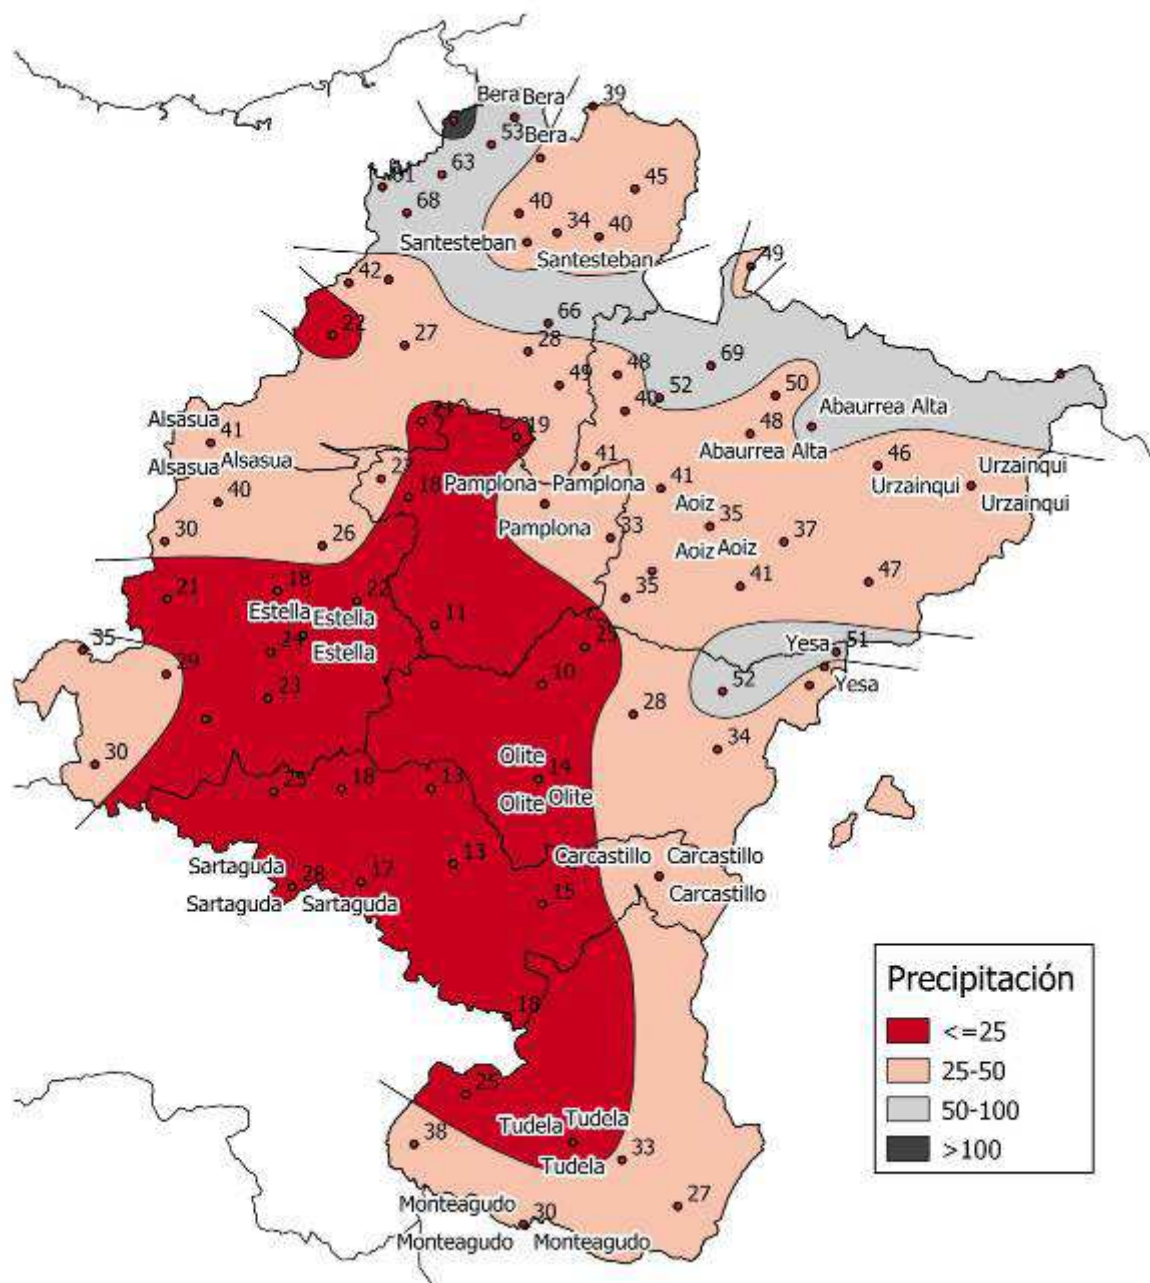 Bera Bera
39
53
Bera
63
61
45
68
40
34
40
Santesteban
Santesteban
49
42
22
66
27
28
69
48
49
50
52
40
Abaurrea Alta
Alsasua
41
19
48
Abaurrea Alta
Alsasua
Alsasua
41
46
Urzainqui
Pamplona
Pamplona
41
Urzainqui
Aoiz
Urzainqui
40
18
Pamplona
35
30
26
33
37
Aoiz
Aoiz
21
18
22
35
41
47
Estella
Estella
11
35
24
25
Yesa
51
Estella
29
10
52
Yesa
23
28
30
34
Olite
14
25
18
13
Olite
Olite
13
Carcastillo
Carcastillo
Sartaguda
28
17
Carcastillo
Sartaguda
Sartaguda
15
18
Precipitación
<=25
25-50
50-100
>100
25
Tudela
Tudela
38
Tudela
33
Monteagudo
30
27
Monteagudo
Monteagudo